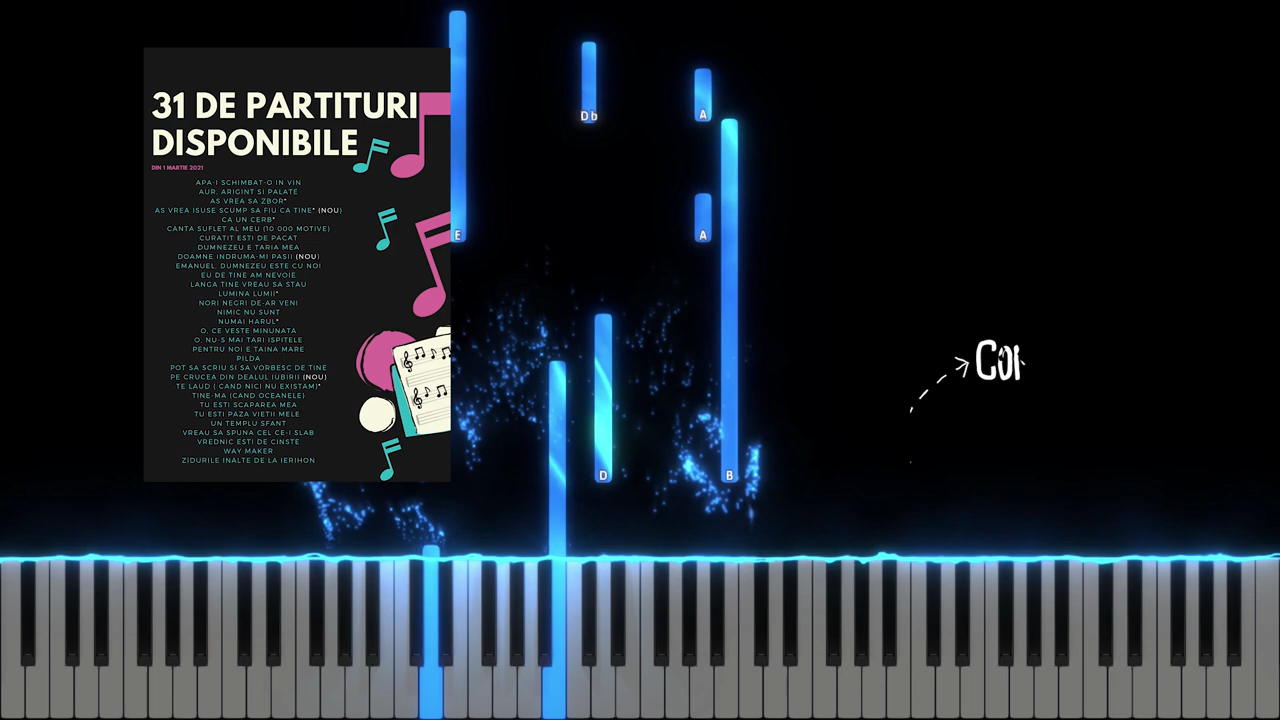 31 DE PARTITURI
DISPONIBILE
DIN 1 MARTIE 2021
APA-I SCHIMBAT-O IN VIN
AUR, ARIGINT SI PALATE
AS VREA SA ZBOR*
AS VREA ISUSE SCUMP SA FIU CA TINE* (NOU)
CA UN CERB*
CANTA SUFLET AL MEU (10 000 MOTIVE)
CURATIT ESTI DE PACAT
DUMNEZEU E TARIA MEA
DOAMNE INDRUMA-MI PASII (NOU)
EMANUEL, DUMNEZEU ESTE CU NOI
EU DE TINE AM NEVOIE
LANGA TINE VREAU SA STAU
LUMINA LUMII*
NORI NEGRI DE-AR VENI
NIMIC NU SUNT
NUMAI HARUL*
O, CE VESTE MINUNATA
O, NU-S MAI TARI ISPITELE
PENTRU NOI E TAINA MARE
PILDA
POT SA SCRIU SI SA VORBESC DE TINE
PE CRUCEA DIN DEALUL IUBIRII (NOU)
TE LAUD ( CAND NICI NU EXISTAM)*
TINE-MA (CAND OCEANELE)
TU ESTI SCAPAREA MEA
TU ESTI PAZA VIETII MELE
UN TEMPLU SFANT
VREAU SA SPUNA CEL CE-I SLAB
VREDNIC ESTI DE CINSTE
WAY MAKER
ZIDURILE INALTE DE LA IERIHON
Db
A
E
A
D
B